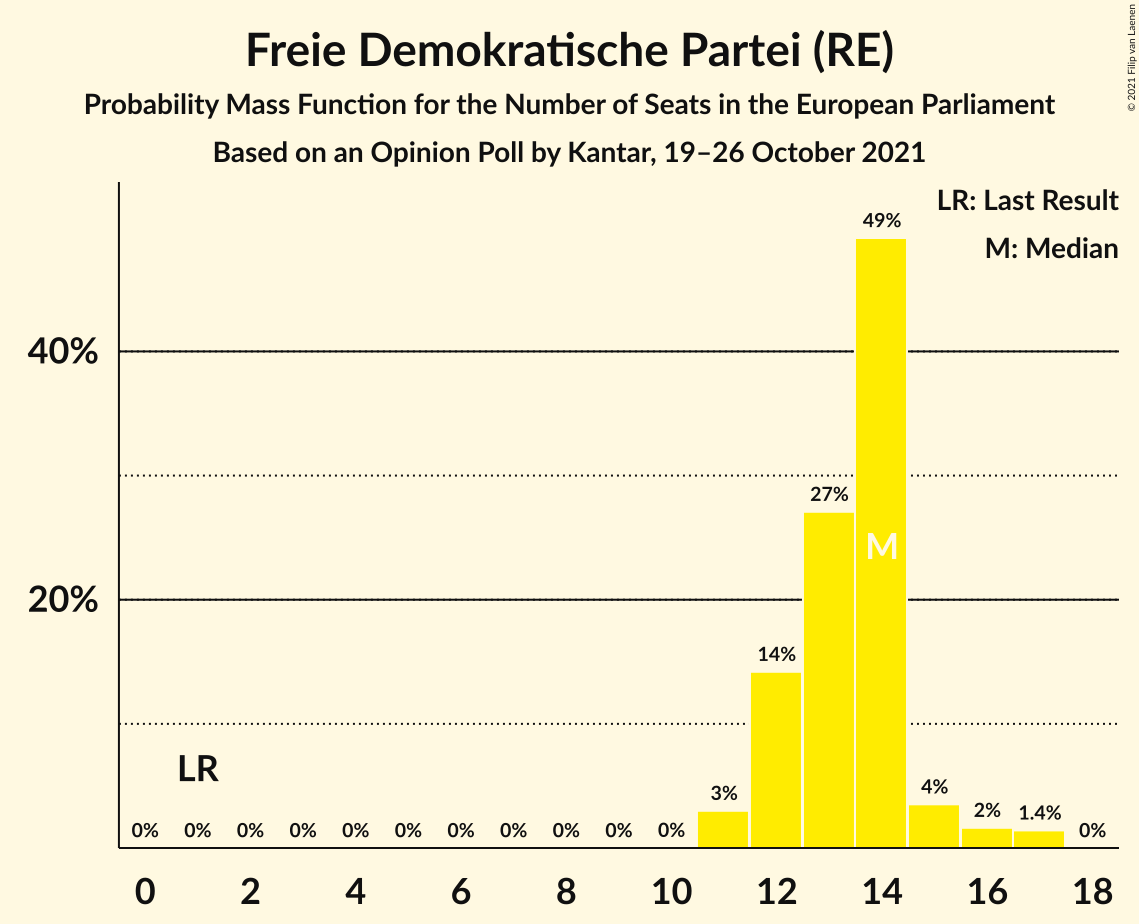 Freie Demokratische Partei (RE)
Probability Mass Function for the Number of Seats in the European Parliament
Based on an Opinion Poll by Kantar, 19–26 October 2021
© 2021 Filip van Laenen
LR: Last Result
M: Median
40%
20%
LR
M
0% 0% 0% 0% 0% 0% 0% 0% 0% 0% 0% 3% 14% 27% 49% 4% 2% 1.4% 0%
0 2 4 6 8 10 12 14 16 18